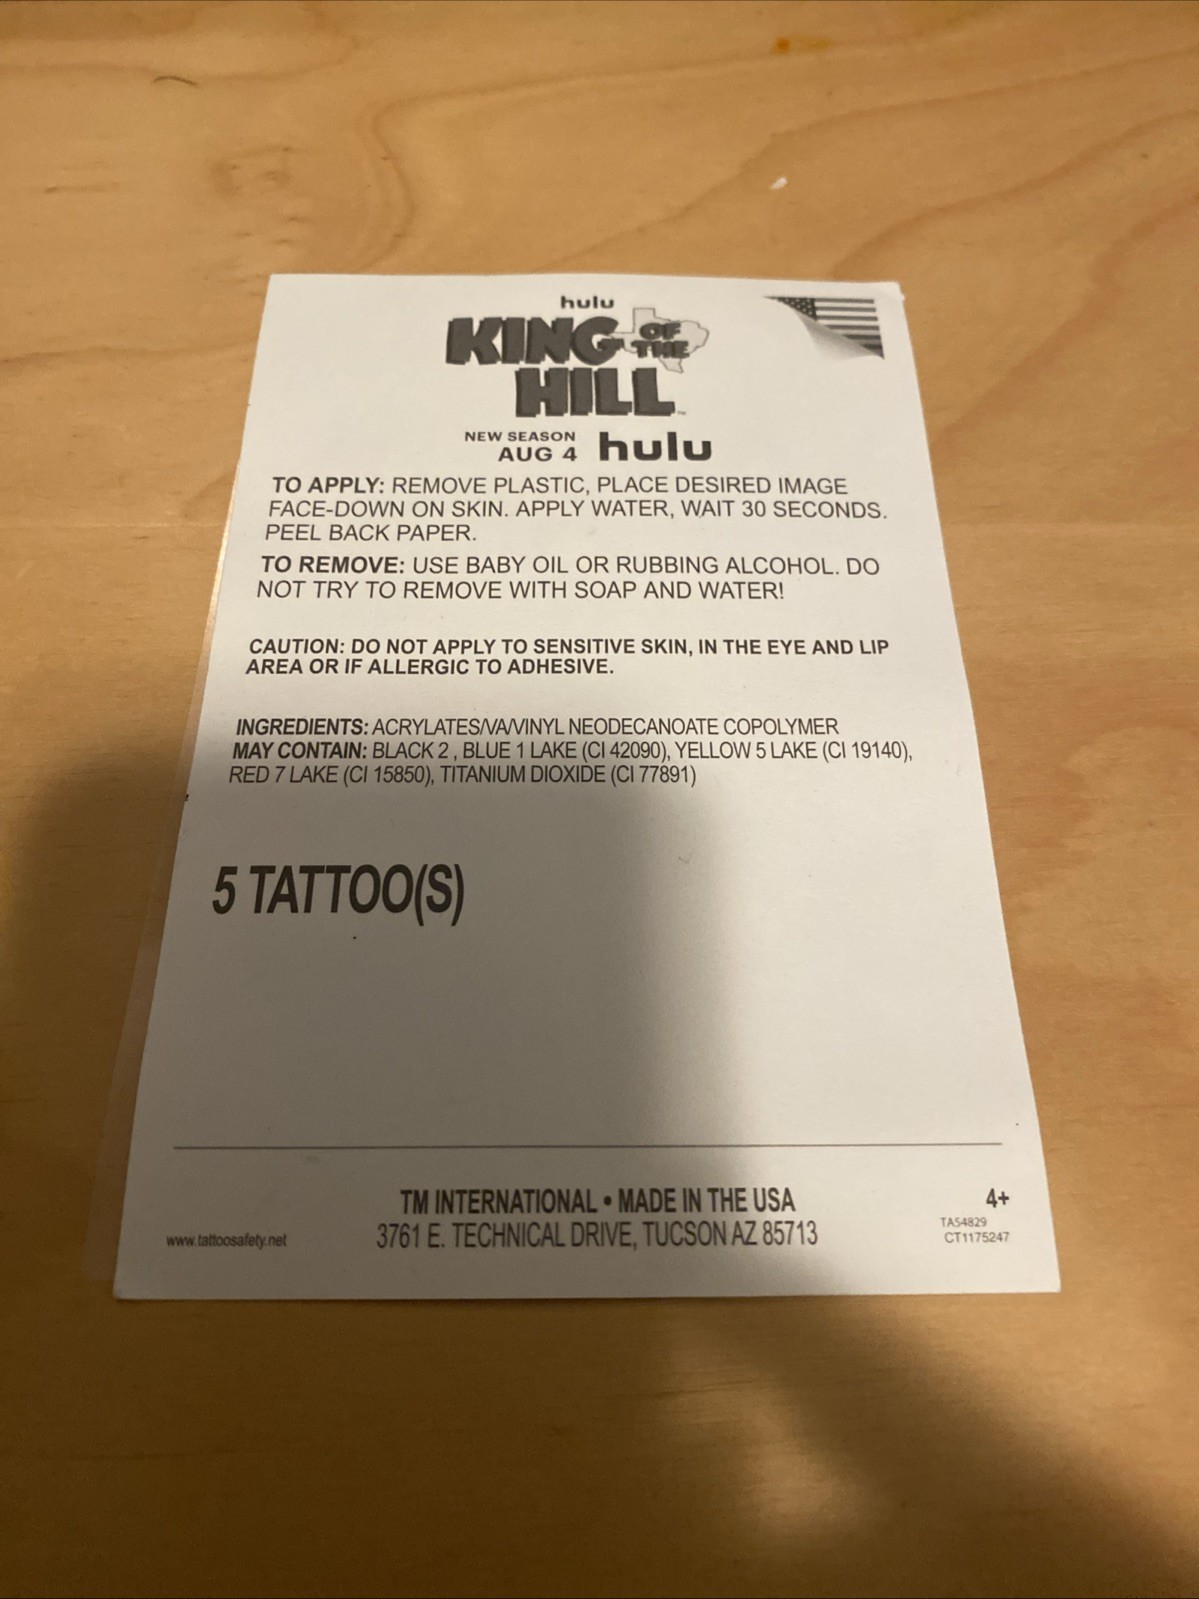 hulu
KING OF THE
HILL™
NEW SEASON
AUG 4 hulu
TO APPLY: REMOVE PLASTIC, PLACE DESIRED IMAGE
FACE-DOWN ON SKIN. APPLY WATER, WAIT 30 SECONDS.
PEEL BACK PAPER.
TO REMOVE: USE BABY OIL OR RUBBING ALCOHOL. DO
NOT TRY TO REMOVE WITH SOAP AND WATER!
CAUTION: DO NOT APPLY TO SENSITIVE SKIN, IN THE EYE AND LIP
AREA OR IF ALLERGIC TO ADHESIVE.
INGREDIENTS: ACRYLATES/VA/VINYL NEODECANOATE COPOLYMER
MAY CONTAIN: BLACK 2 , BLUE 1 LAKE (CI 42090), YELLOW 5 LAKE (CI 19140),
RED 7 LAKE (CI 15850), TITANIUM DIOXIDE (CI 77891)
5 TATTOO(S)
TM INTERNATIONAL • MADE IN THE USA
3761 E. TECHNICAL DRIVE, TUCSON AZ 85713
www.tattoosafety.net
4+
TA54829
CT1175247